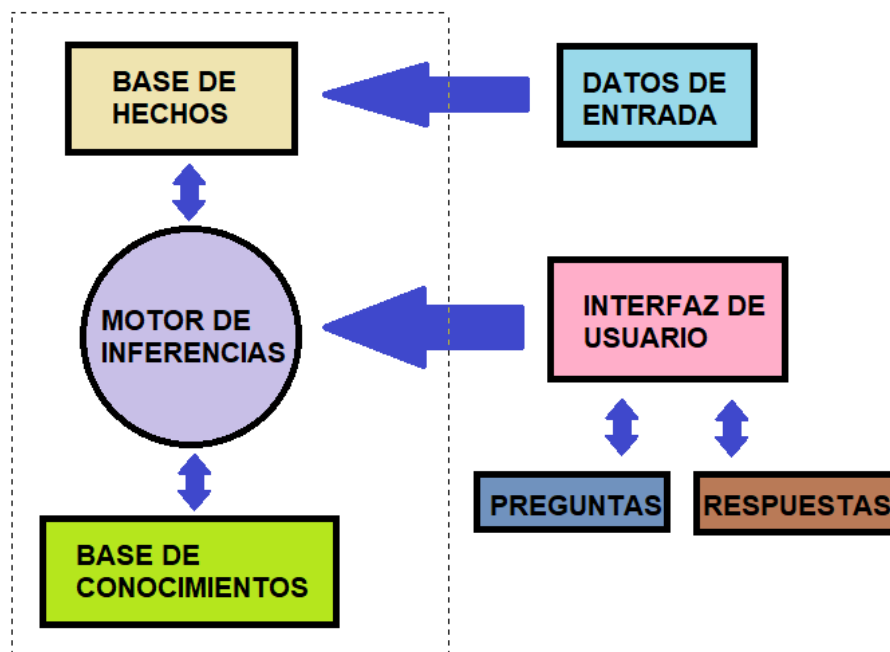 BASE DE
HECHOS
DATOS DE
ENTRADA
MOTOR DE
INFERENCIAS
INTERFAZ DE
USUARIO
PREGUNTAS
RESPUESTAS
BASE DE
CONOCIMIENTOS